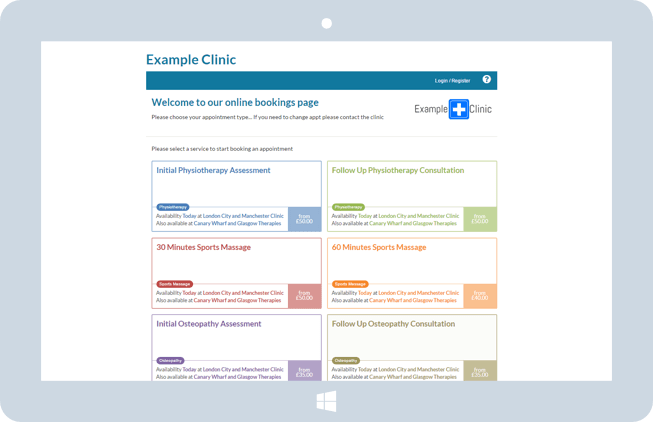 Example Clinic
Login / Register ?
Welcome to our online bookings page
Example Clinic
Please choose your appointment type... If you need to change appt please contact the clinic
Please select a service to start booking an appointment
Initial Physiotherapy Assessment
Physiotherapy
Availability Today at London City and Manchester Clinic
Also available at Canary Wharf and Glasgow Therapies
from
£50.00
Follow Up Physiotherapy Consultation
Physiotherapy
Availability Today at London City and Manchester Clinic
Also available at Canary Wharf and Glasgow Therapies
from
£50.00
30 Minutes Sports Massage
Sports Massage
Availability Today at London City and Manchester Clinic
Also available at Canary Wharf and Glasgow Therapies
from
£50.00
60 Minutes Sports Massage
Sports Massage
Availability Today at London City and Manchester Clinic
Also available at Canary Wharf and Glasgow Therapies
from
£40.00
Initial Osteopathy Assessment
Osteopathy
Availability Today at London City and Manchester Clinic
Also available at Canary Wharf and Glasgow Therapies
from
£35.00
Follow Up Osteopathy Consultation
Osteopathy
Availability Today at London City and Manchester Clinic
Also available at Canary Wharf and Glasgow Therapies
from
£35.00